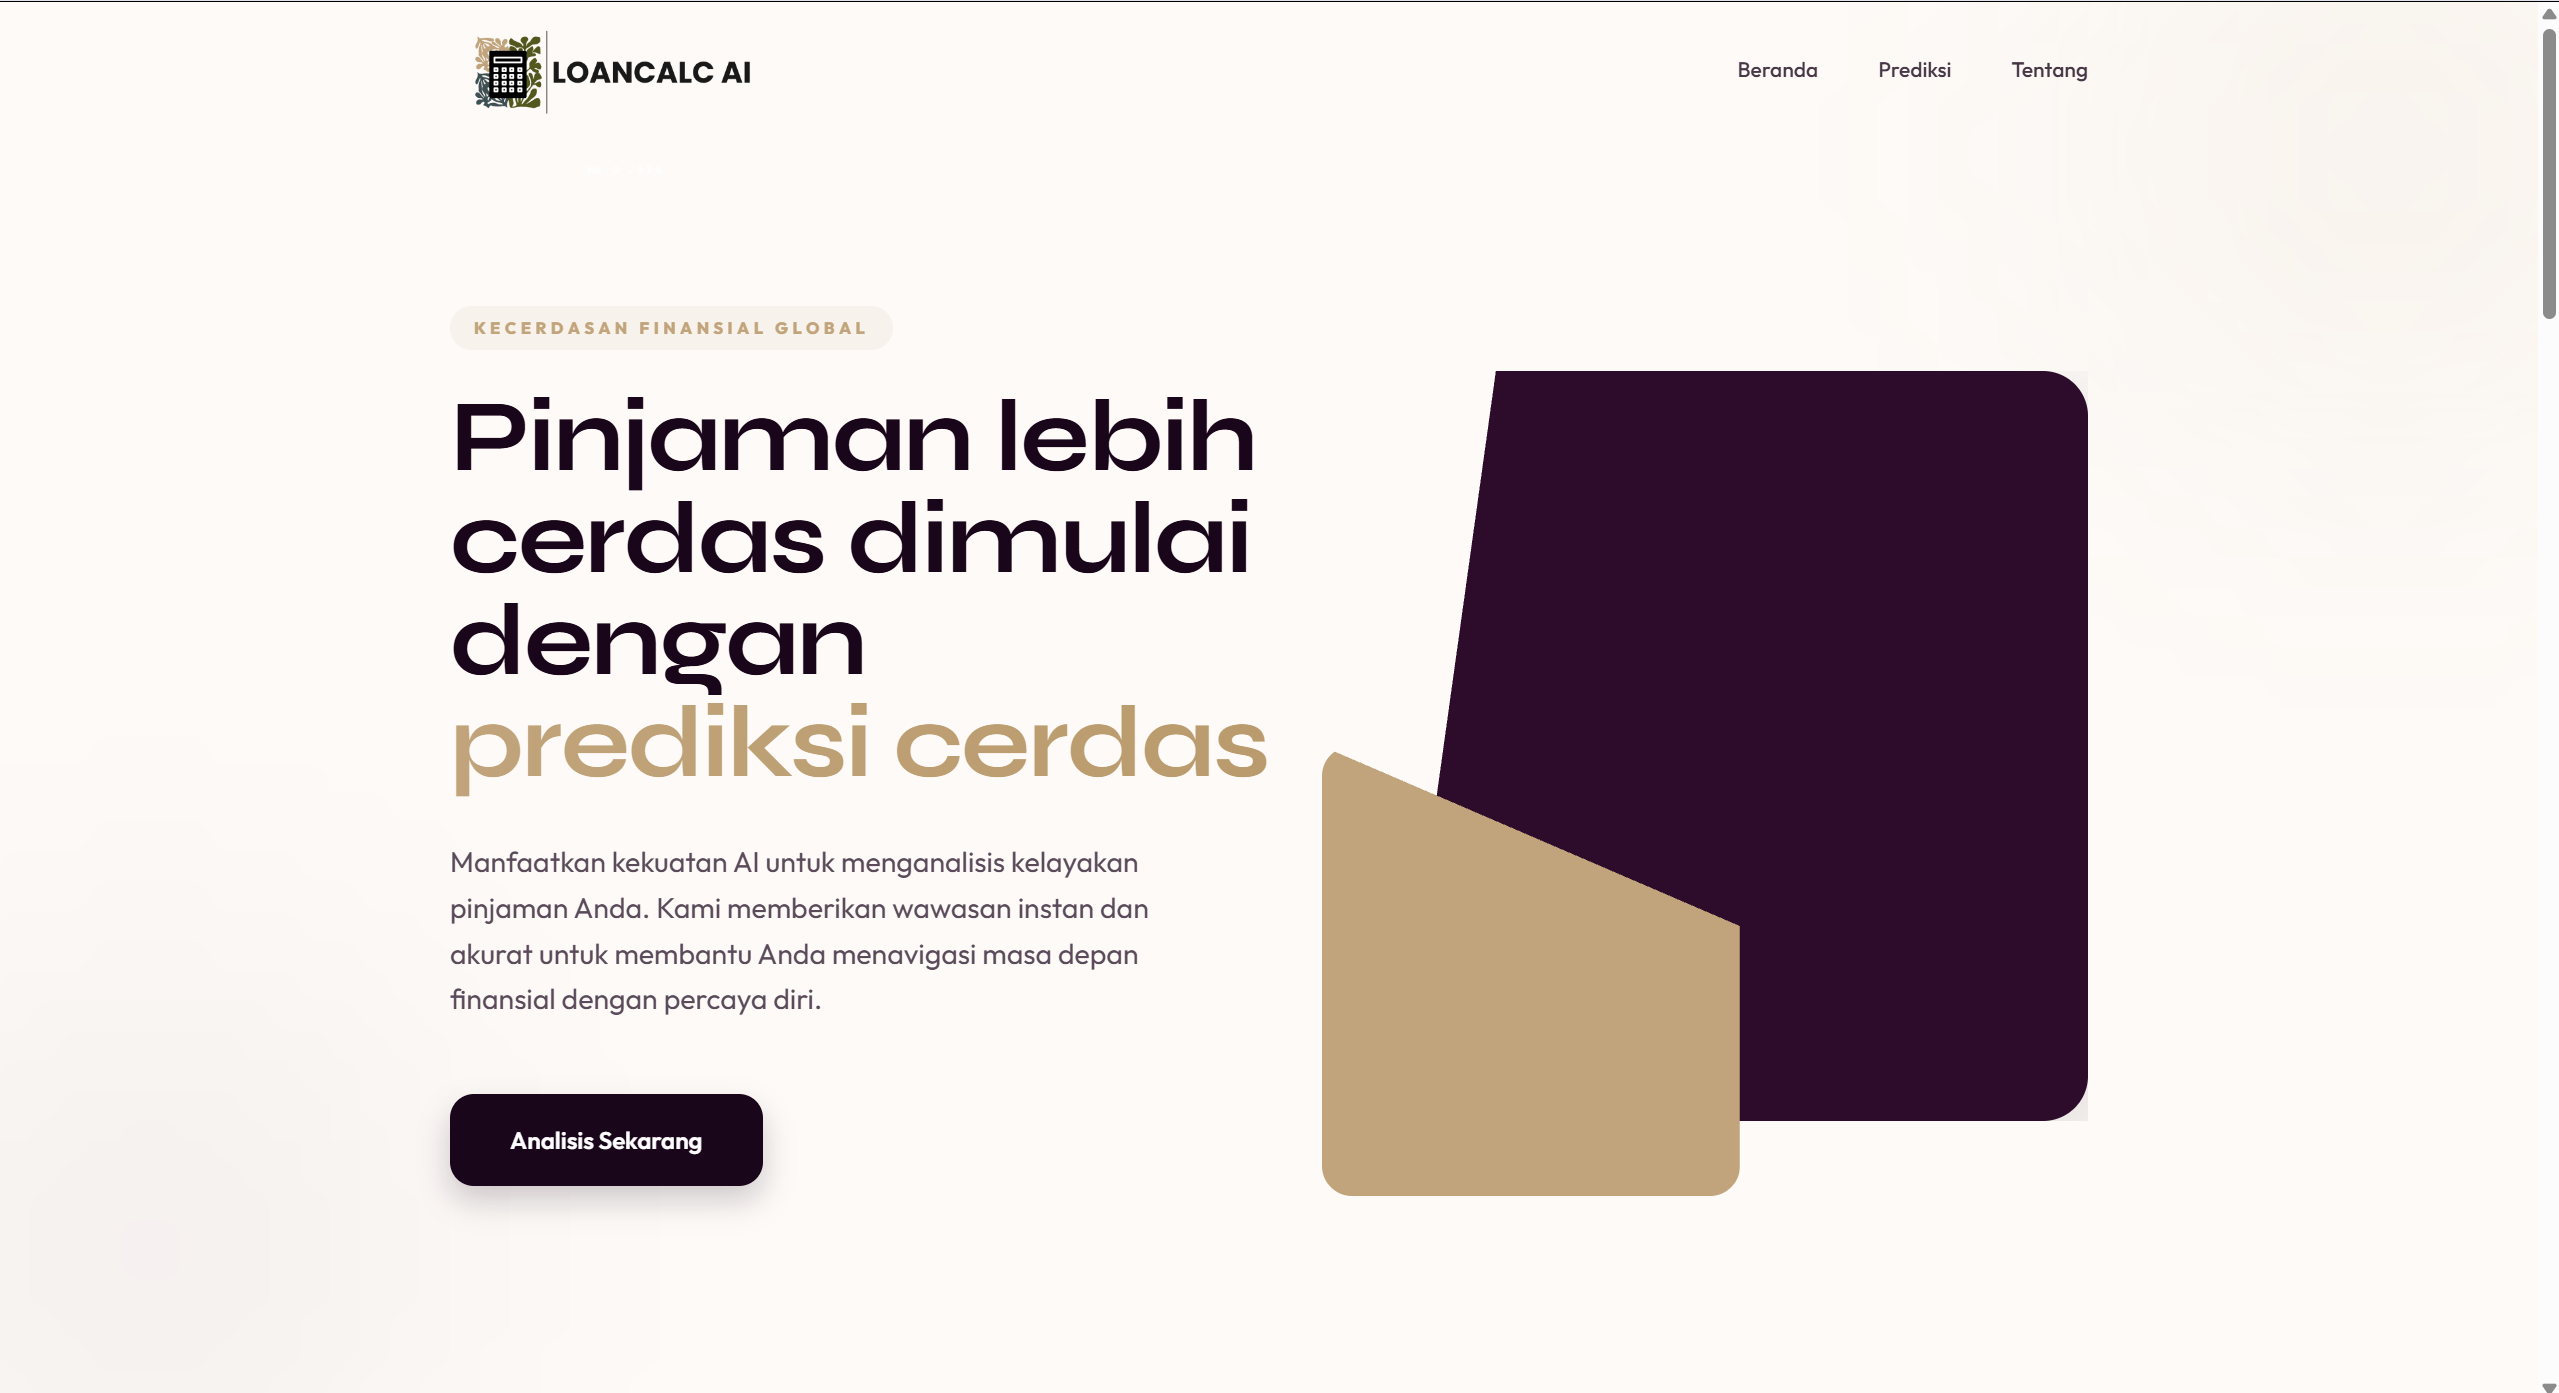 LOANCALC AI
Beranda
Prediksi
Tentang
KECERDASAN FINANSIAL GLOBAL
Pinjaman lebih
cerdas dimulai
dengan
prediksi cerdas
Manfaatkan kekuatan AI untuk menganalisis kelayakan
pinjaman Anda. Kami memberikan wawasan instan dan
akurat untuk membantu Anda menavigasi masa depan
finansial dengan percaya diri.
Analisis Sekarang